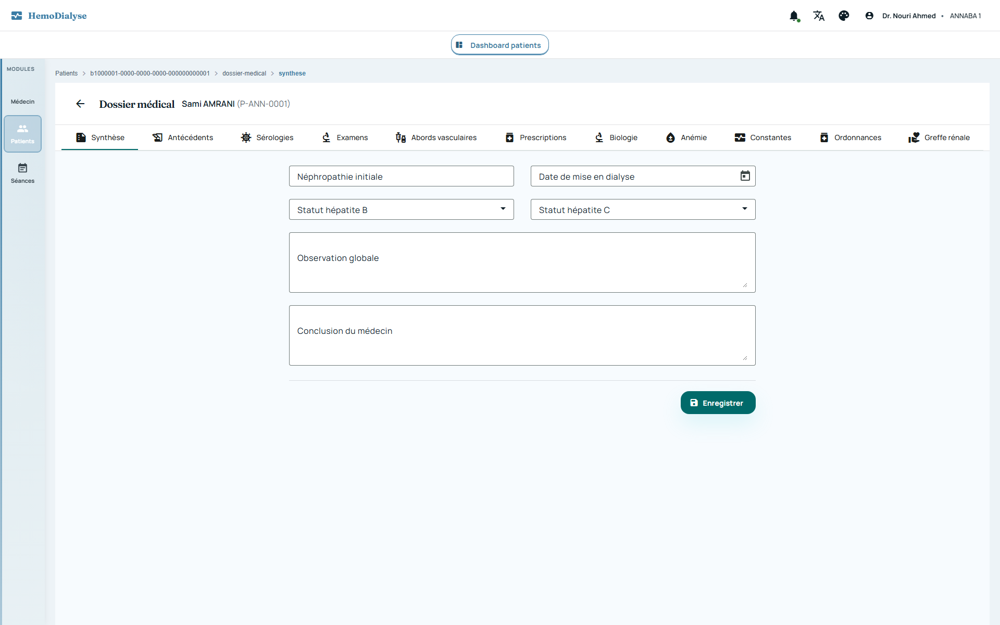 HemoDialyse
Dr. Nouri Ahmed • ANNABA 1
Dashboard patients
MODULES
Patients > b1000001-0000-0000-0000-000000000001 > dossier-medical > synthese
Médecin
Patients
Séances
Dossier médical Sami AMRANI (P-ANN-0001)
Synthèse Antécédents Sérologies Examens Abords vasculaires Prescriptions Biologie Anémie Constantes Ordonnances Greffe rénale
Néphropathie initiale Date de mise en dialyse
Statut hépatite B Statut hépatite C
Observation globale
Conclusion du médecin
Enregistrer